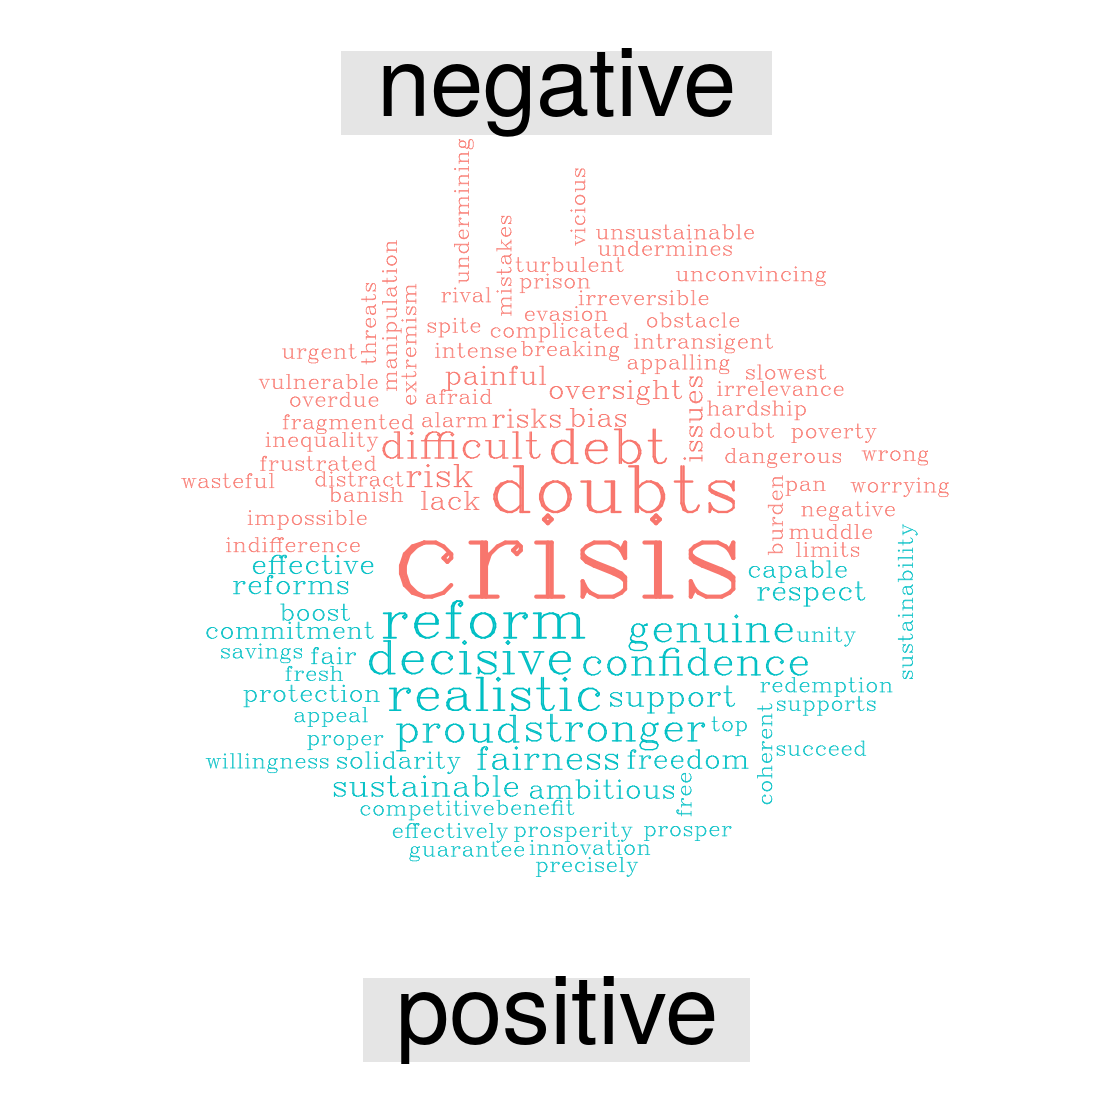 negative
undermining
vicious
mistakes
unsustainable
undermines
manipulation
turbulent
unconvincing
prison
threats
extremism
rival
irreversible
evasion
obstacle
spite
complicated
intransigent
urgent
intense
breaking
appalling
slowest
vulnerable
painful
oversight
issues
irrelevance
overdue
afraid
hardship
fragmented
alarm
risks
bias
doubt
poverty
inequality
difficult
debt
dangerous
wrong
frustrated
wasteful
distract
risk
doubts
burden
pan
worrying
banish
lack
negative
impossible
muddle
indifference
crisis
limits
effective
capable
sustainability
reforms
respect
boost
reform
commitment
genuine
unity
savings
fair
decisive
confidence
fresh
redemption
protection
realistic
support
supports
appeal
proud
stronger
top
coherent
proper
succeed
willingness
solidarity
fairness
freedom
sustainable
ambitious
free
competitive
benefit
effectively
prosperity
prosper
guarantee
innovation
precisely
positive